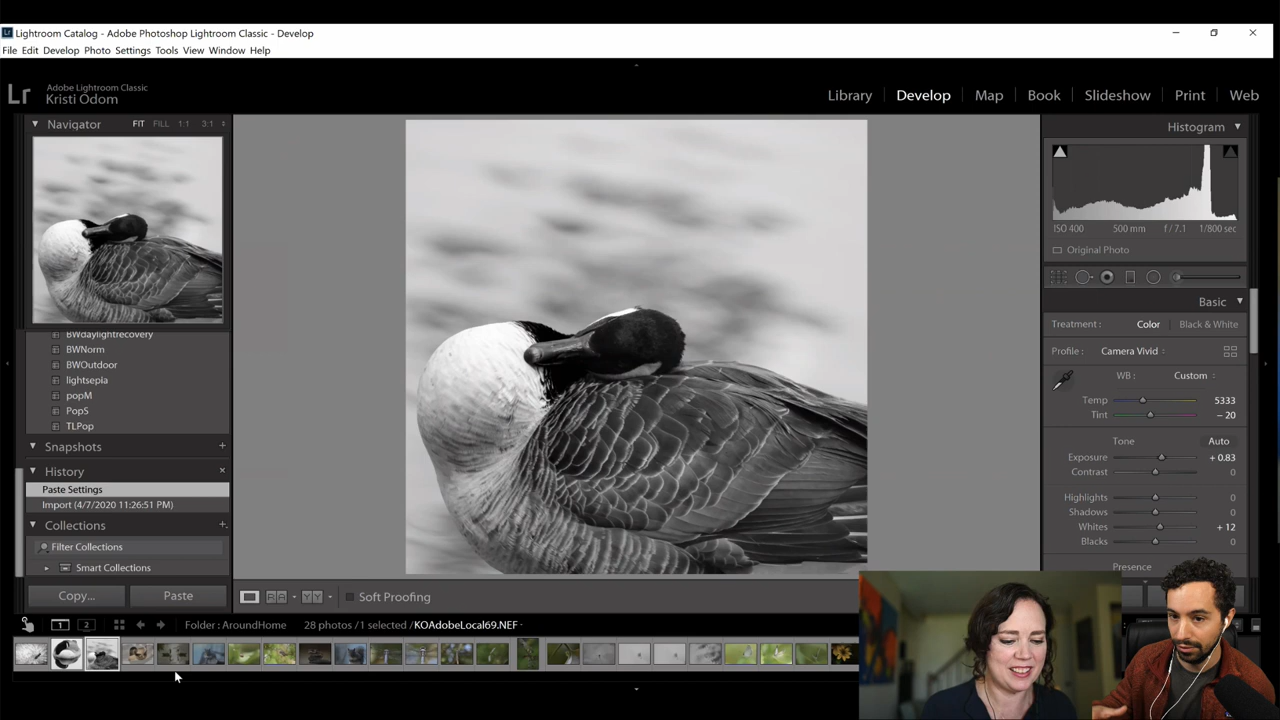 Lightroom Catalog - Adobe Photoshop Lightroom Classic - Develop
File Edit Develop Photo Settings Tools View Window Help
Lr
Adobe Lightroom Classic
Kristi Odom
Library Develop Map Book Slideshow Print Web
Navigator FIT FILL 1:1 3:1
Histogram
ISO 400 500 mm f / 7.1 1/800 sec
Original Photo
Basic
Treatment : Color Black & White
Profile : Camera Vivid
WB : Custom
Temp 5333
Tint – 20
Tone Auto
Exposure + 0.83
Contrast 0
Highlights 0
Shadows 0
Whites + 12
Blacks 0
Presence
BWdaylightrecovery
BWNorm
BWOutdoor
lightsepia
popM
PopS
TLPop
Snapshots +
History ×
Paste Settings
Import (4/7/2020 11:26:51 PM)
Collections +
Filter Collections
Smart Collections
Copy... Paste
Soft Proofing
1 2 Folder : AroundHome 28 photos / 1 selected / KOAdobeLocal69.NEF